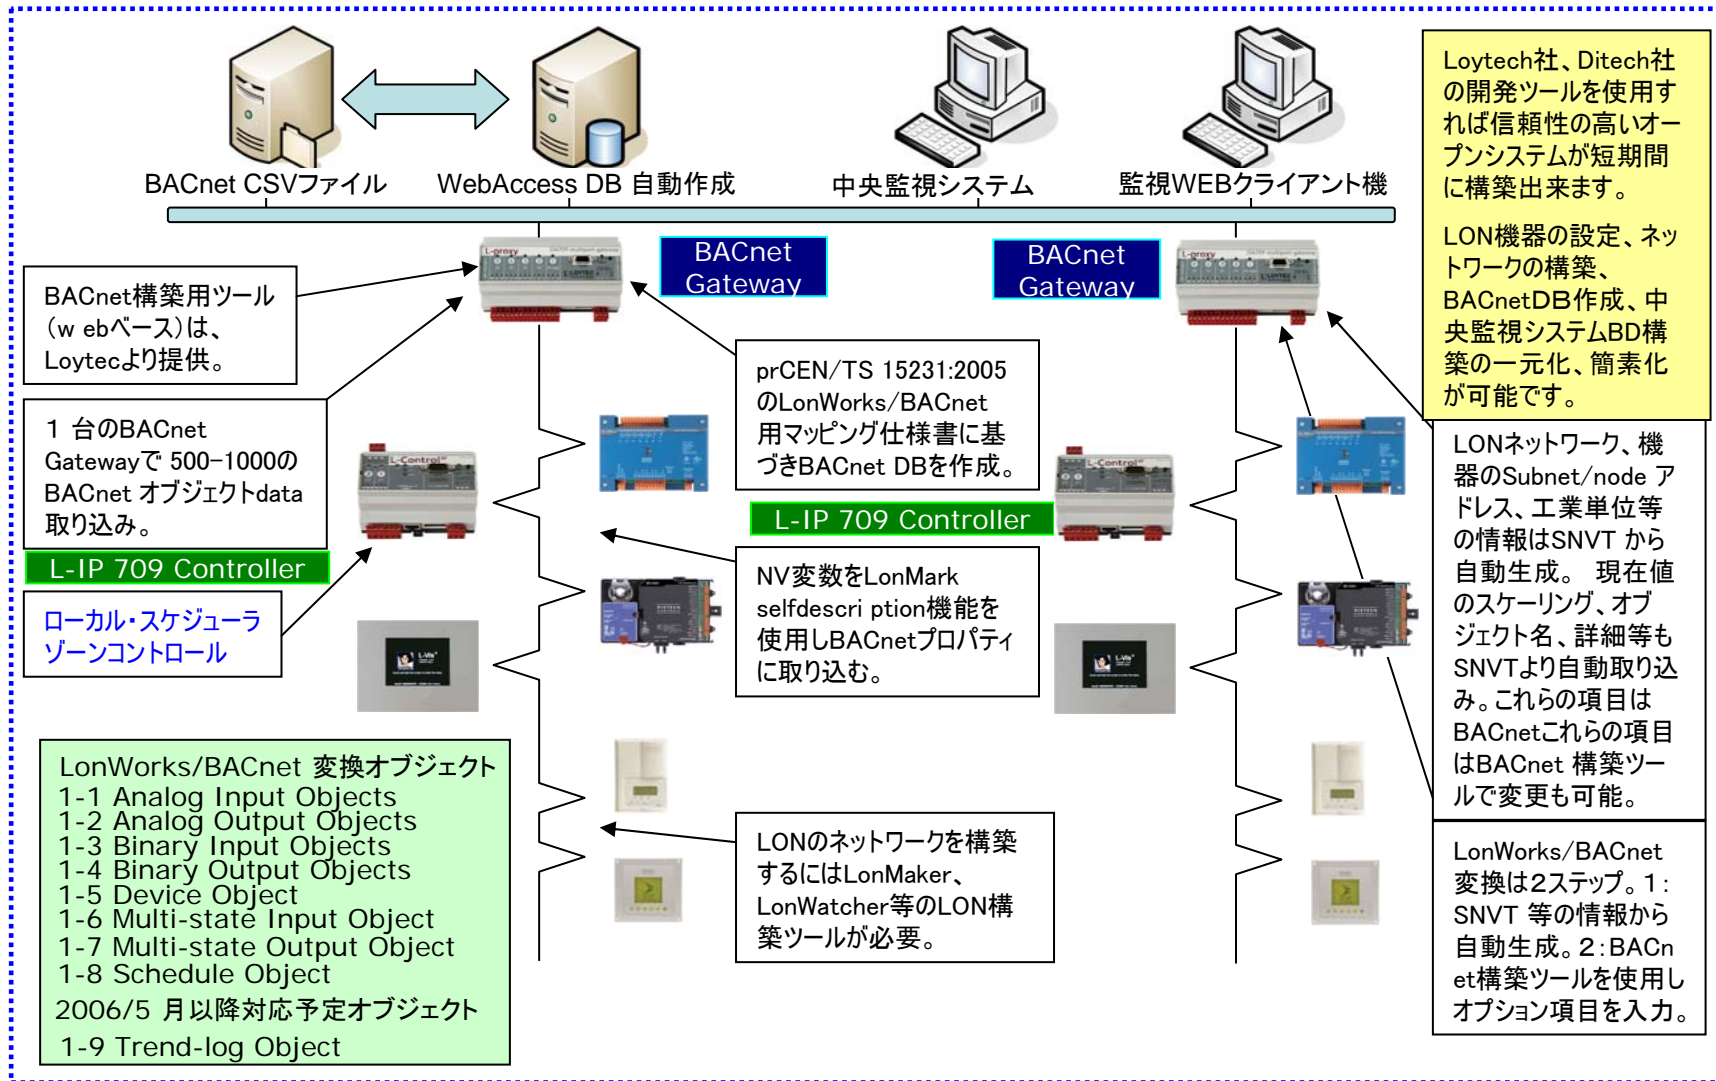 BACnet CSVファイル
WebAccess DB 自動作成
中央監視システム
監視WEBクライアント機
Loytech社、Ditech社
の開発ツールを使用す
れば信頼性の高いオー
プンシステムが短期間
に構築出来ます。
LON機器の設定、ネッ
トワークの構築、
BACnetDB作成、中
央監視システムBD構
築の一元化、簡素化
が可能です。
L-proxy
BACnet
Gateway
BACnet
Gateway
L-proxy
BACnet構築用ツール
(w ebベース)は、
Loytecより提供。
prCEN/TS 15231:2005
のLonWorks/BACnet
用マッピング仕様書に基
づきBACnet DBを作成。
1 台のBACnet
Gatewayで 500-1000の
BACnet オブジェクトdata
取り込み。
L-Control
L-Control
L-IP 709 Controller
L-IP 709 Controller
ローカル・スケジューラ
ゾーンコントロール
NV変数をLonMark
selfdescri ption機能を
使用しBACnetプロパティ
に取り込む。
L-Vis
L-Vis
LONネットワーク、機
器のSubnet/node ア
ドレス、工業単位等
の情報はSNVT から
自動生成。 現在値
のスケーリング、オブ
ジェクト名、詳細等も
SNVTより自動取り込
み。これらの項目は
BACnetこれらの項目
はBACnet 構築ツー
ルで変更も可能。
LonWorks/BACnet 変換オブジェクト
1-1 Analog Input Objects
1-2 Analog Output Objects
1-3 Binary Input Objects
1-4 Binary Output Objects
1-5 Device Object
1-6 Multi-state Input Object
1-7 Multi-state Output Object
1-8 Schedule Object
2006/5 月以降対応予定オブジェクト
1-9 Trend-log Object
LONのネットワークを構築
するにはLonMaker、
LonWatcher等のLON構
築ツールが必要。
LonWorks/BACnet
変換は2ステップ。1:
SNVT 等の情報から
自動生成。2:BACn
et構築ツールを使用し
オプション項目を入力。